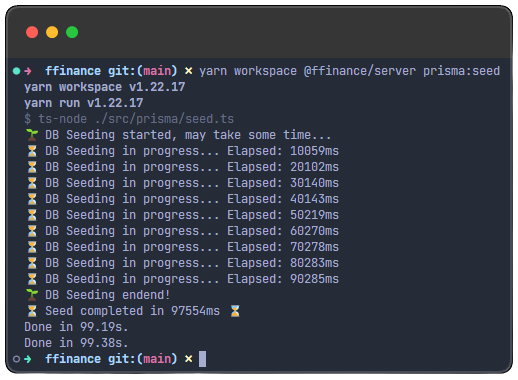 ➜ ffinance git:(main) ✗ yarn workspace @ffinance/server prisma:seed
yarn workspace v1.22.17
yarn run v1.22.17
$ ts-node ./src/prisma/seed.ts
🌱 DB Seeding started, may take some time...
⏳ DB Seeding in progress... Elapsed: 10059ms
⏳ DB Seeding in progress... Elapsed: 20102ms
⏳ DB Seeding in progress... Elapsed: 30140ms
⏳ DB Seeding in progress... Elapsed: 40143ms
⏳ DB Seeding in progress... Elapsed: 50219ms
⏳ DB Seeding in progress... Elapsed: 60270ms
⏳ DB Seeding in progress... Elapsed: 70278ms
⏳ DB Seeding in progress... Elapsed: 80283ms
⏳ DB Seeding in progress... Elapsed: 90285ms
🌱 DB Seeding endend!
⏳ Seed completed in 97554ms ⌛
Done in 99.19s.
Done in 99.38s.
➜ ffinance git:(main) ✗